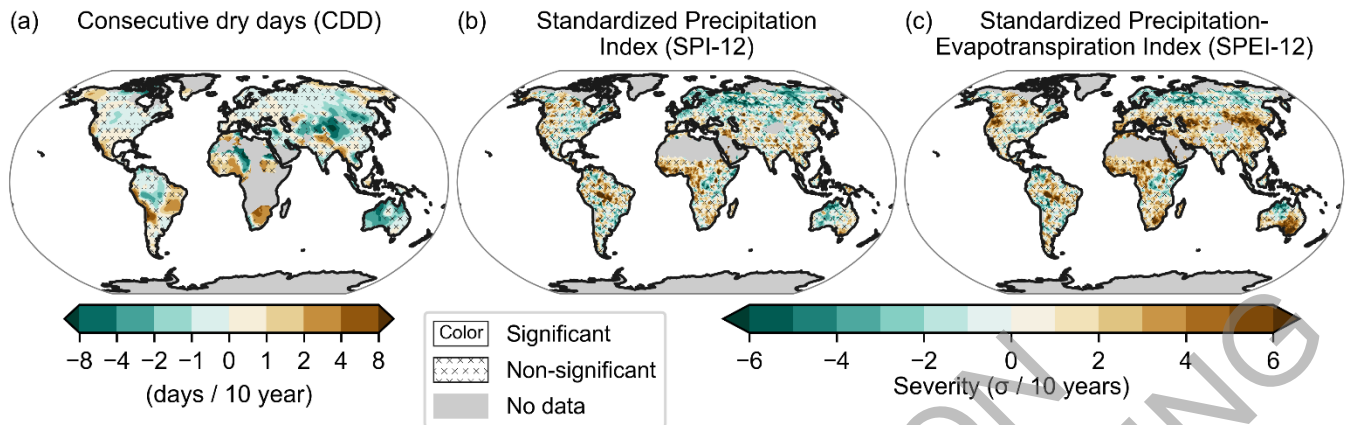 (a) Consecutive dry days (CDD)
(b) Standardized Precipitation
Index (SPI-12)
(c) Standardized Precipitation-
Evapotranspiration Index (SPEI-12)
−8 −4 −2 −1 0 1 2 4 8
(days / 10 year)
Color Significant
Non-significant
No data
−6 −4 −2 0 2 4 6
Severity (σ / 10 years)